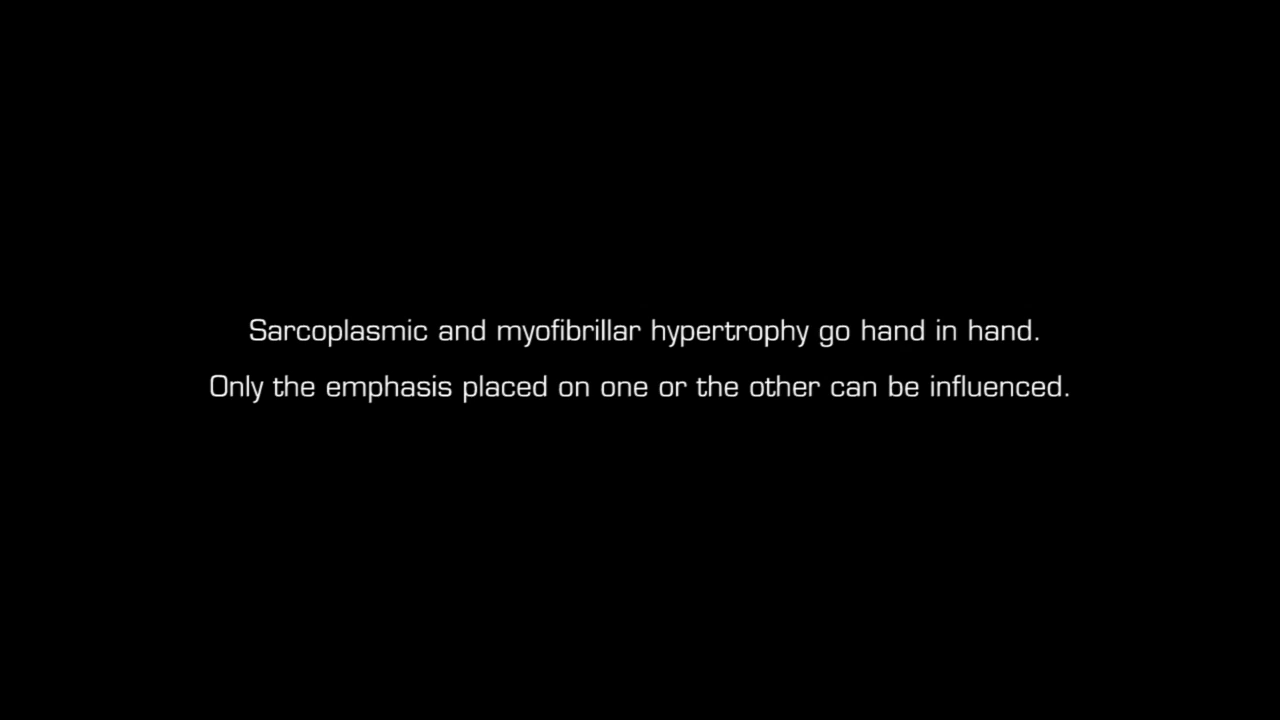 Sarcoplasmic and myofibrillar hypertrophy go hand in hand.
Only the emphasis placed on one or the other can be influenced.